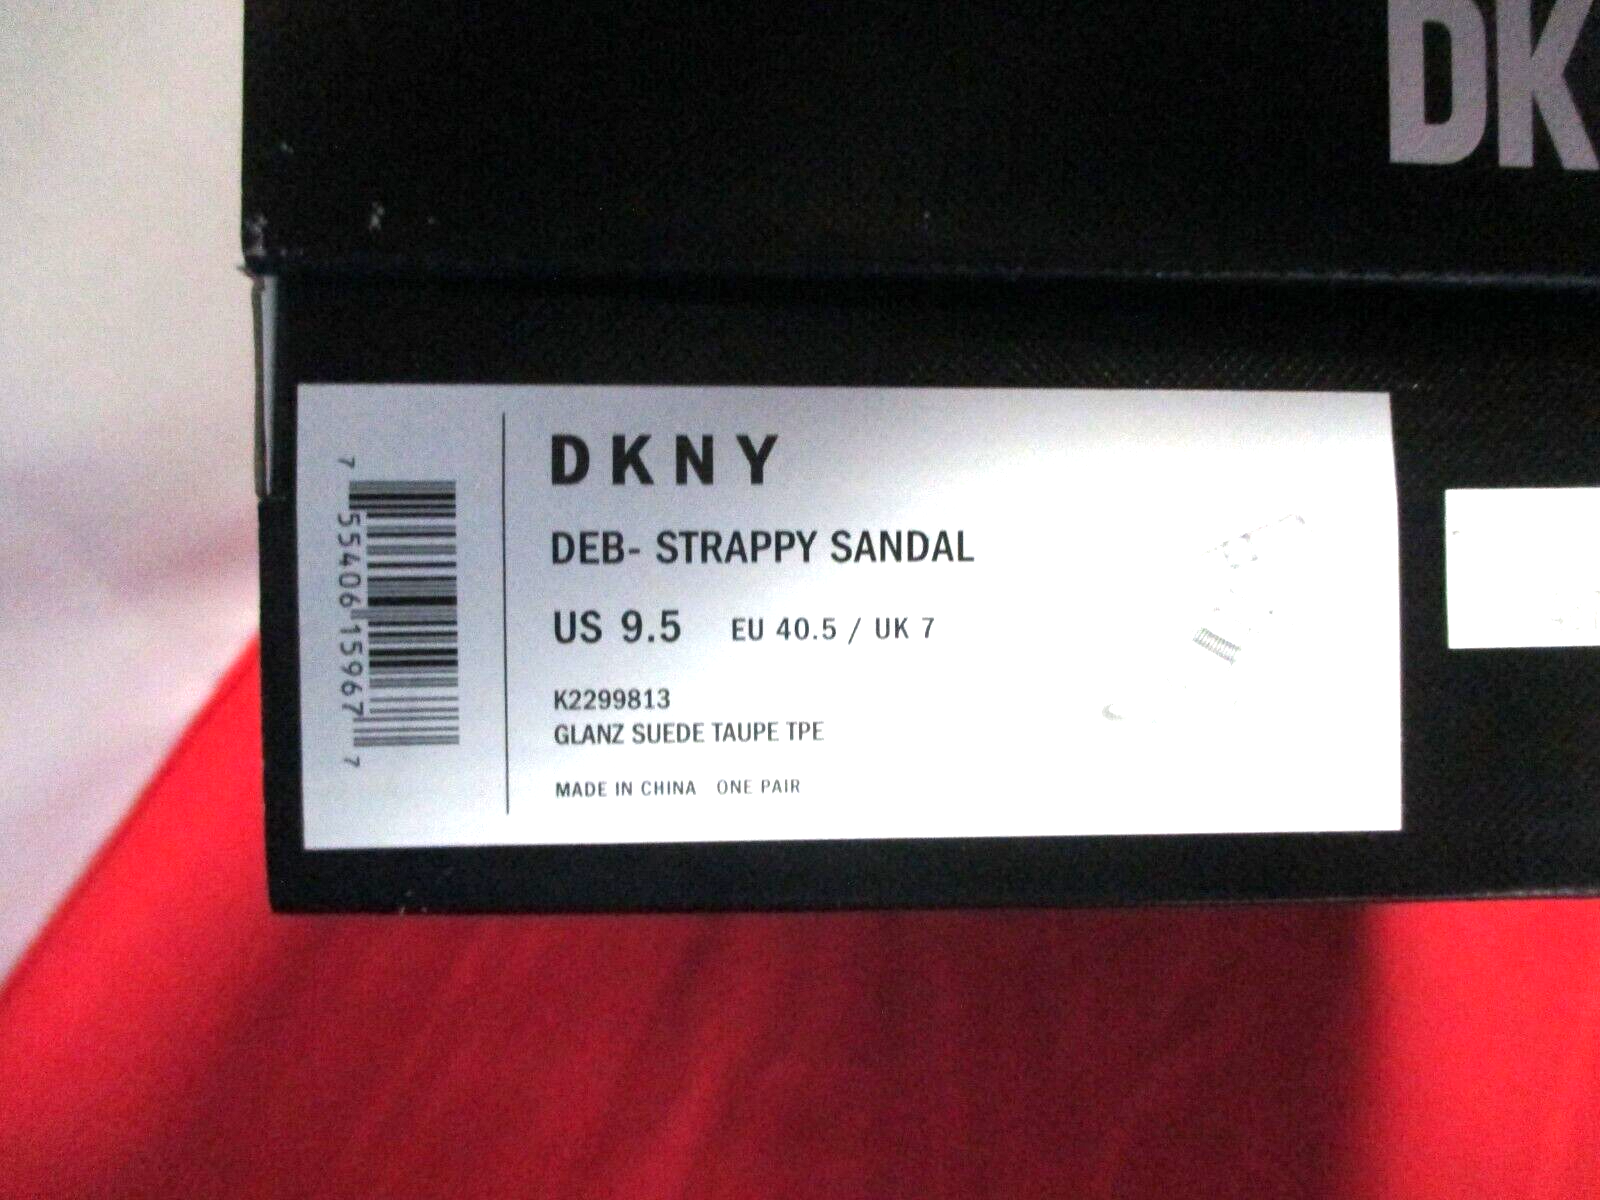 DK
DKNY
DEB- STRAPPY SANDAL
US 9.5 EU 40.5 / UK 7
K2299813
GLANZ SUEDE TAUPE TPE
MADE IN CHINA ONE PAIR
7 55406 15967 7